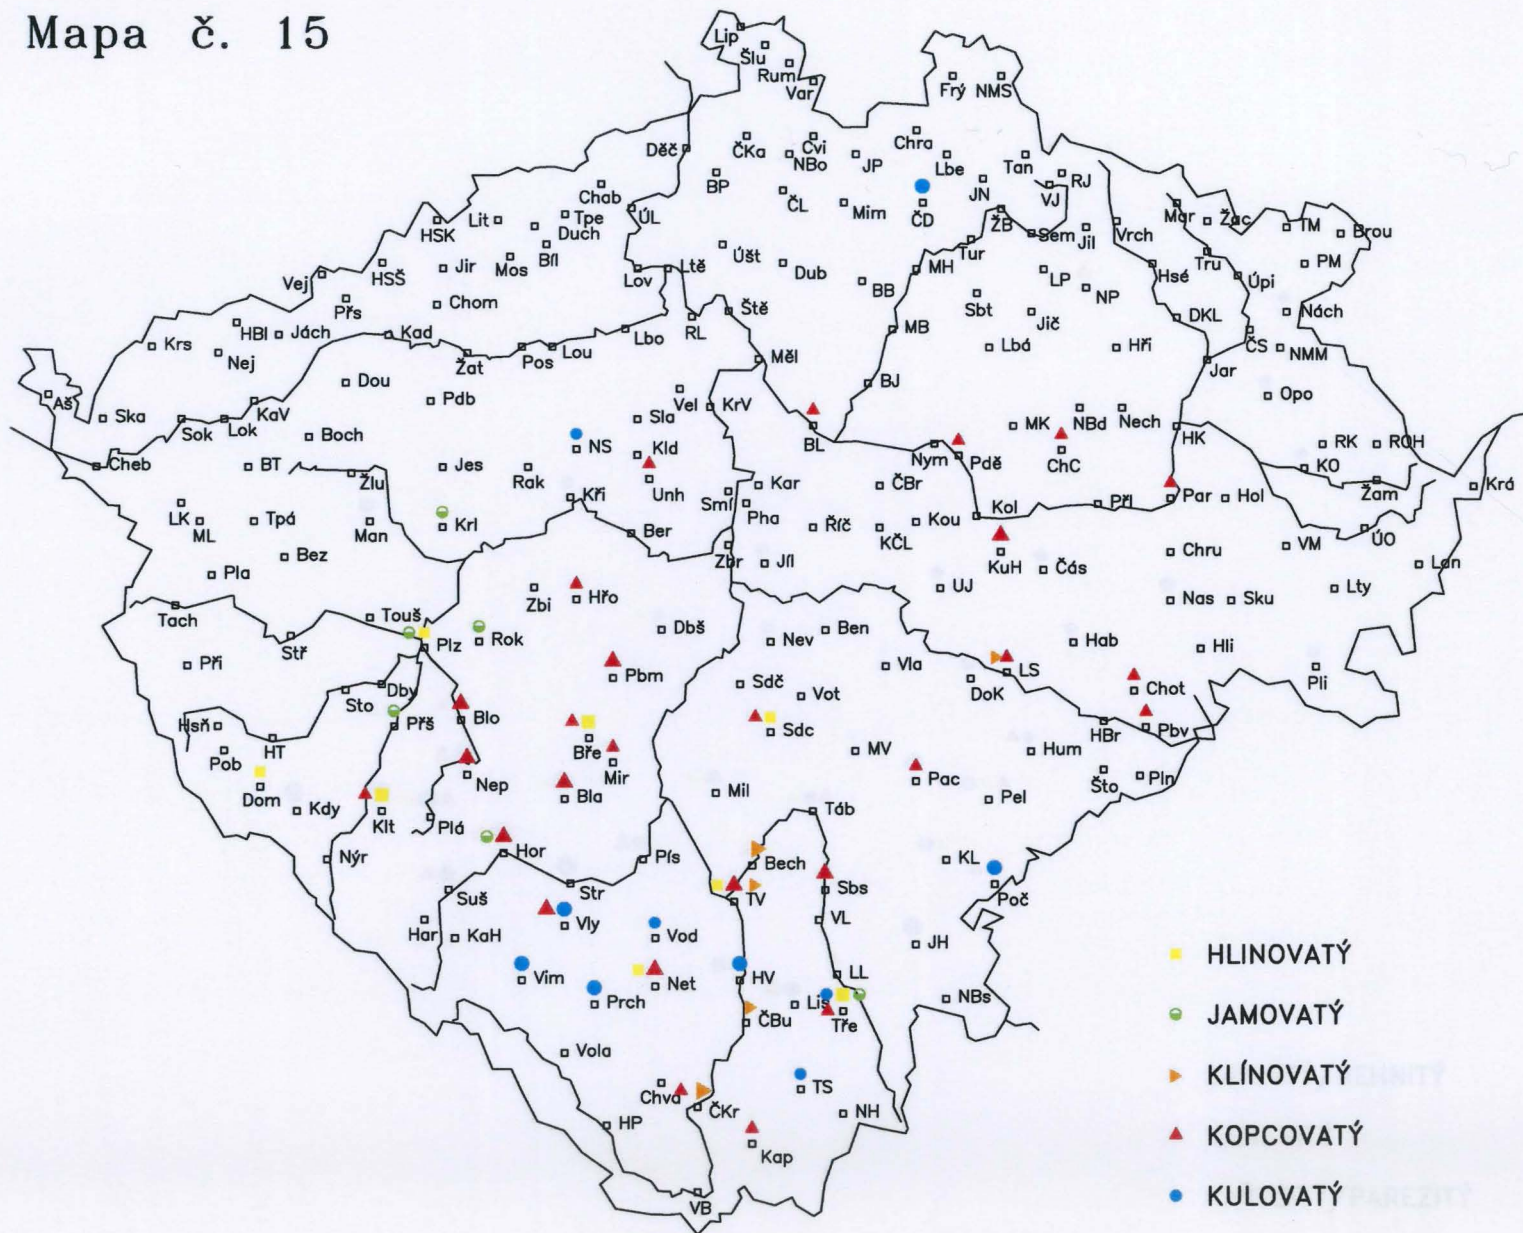 Mapa č. 15
Lip
Šlu
Rum
Var
Frý
NMS
Děč
ČKa
Cvi
NBo
JP
Chra
Lbe
Tan
RJ
VJ
JN
BP
ČL
Mim
ČD
ŽB
Sem
Jil
Vrch
Mar
Žac
TM
Brou
Chab
Tpe
Duch
Lit
HSK
ÚL
Bíl
Mos
Jir
HSŠ
Vej
Přs
Chom
Lov
Ltě
Úšt
Dub
BB
MH
Tur
LP
NP
Hsé
Tru
Úpi
PM
Sbt
Jič
DKL
Nách
Krs
HBl
Jách
Nej
Kad
Žat
Pos
Lou
Lbo
RL
Ště
MB
Lbá
Hři
ČS
NMM
Jar
Měl
BJ
Opo
Aš
Ska
Sok
Lok
KaV
Dou
Pdb
Vel
KrV
Sla
BL
MK
NBd
Nech
HK
RK
ROH
Boch
Cheb
BT
Žlu
Jes
Rak
NS
Kld
Unh
Nym
Pdě
ChC
KO
Žam
Krá
LK
ML
Tpá
Man
Krl
Kři
Smí
Kar
Pha
ČBr
Kol
Přl
Par
Hol
Říč
KČL
Kou
KuH
Čás
Chru
VM
ÚO
Lan
Ber
Zbr
Jíl
Bez
Pla
UJ
Nas
Sku
Lty
Tach
Touš
Plz
Rok
Zbi
Hřo
Dbš
Nev
Ben
Hab
Hli
Stř
Při
Dby
Sto
Pbm
Sdč
Vot
Vla
DoK
LS
Chot
Pli
Hsň
HT
Přš
Blo
Pob
Dom
Kdy
Klt
Nep
Plá
Bře
Mir
Bla
Sdc
MV
Pac
Hum
HBr
Pbv
Što
Pln
Mil
Pel
Táb
Nýr
Hor
Str
Pís
Bech
TV
Sbs
KL
Poč
Suš
Har
KaH
Vly
Vod
VL
JH
Vim
Prch
Net
HV
LL
Lis
Tře
NBs
ČBu
Vola
Chva
ČKr
TS
NH
HP
Kap
VB
HLINOVATÝ
JAMOVATÝ
KLÍNOVATÝ
KOPCOVATÝ
KULOVATÝ